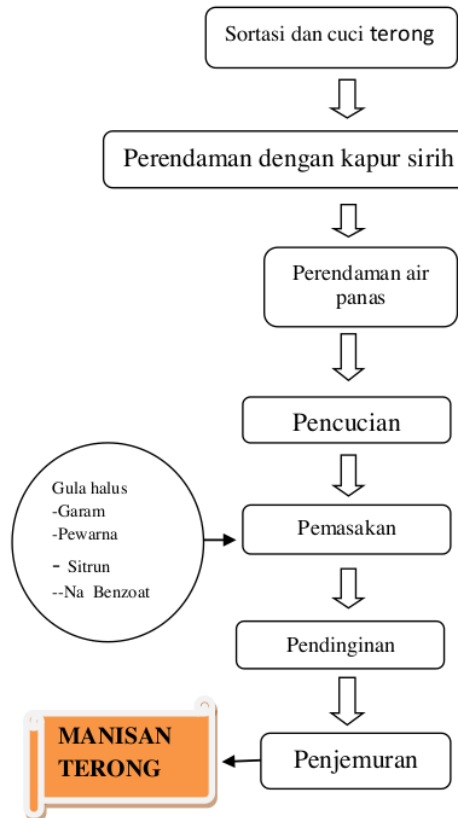 Sortasi dan cuci terong
Perendaman dengan kapur sirih
Perendaman air
panas
Pencucian
Gula halus
-Garam
-Pewarna
- Sitrun
--Na Benzoat
Pemasakan
Pendinginan
MANISAN
TERONG
Penjemuran